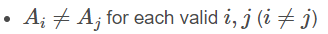 • A_i ≠ A_j for each valid i, j (i ≠ j)